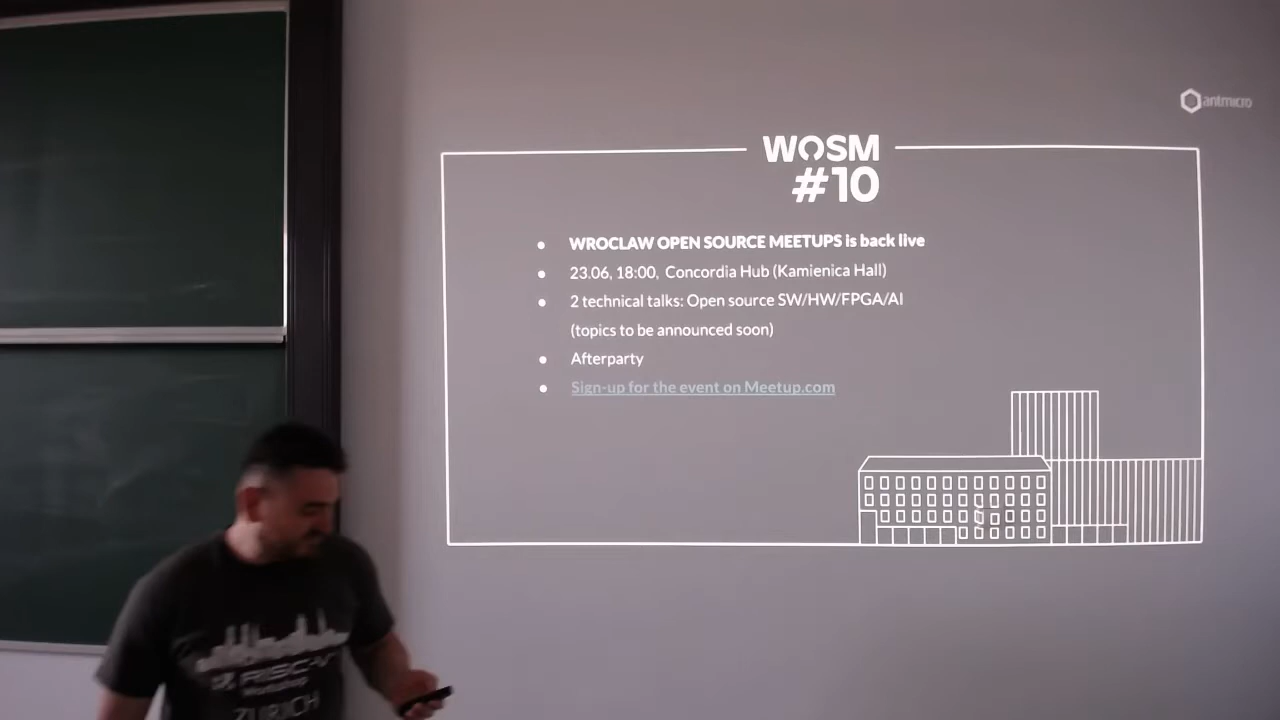 antmicro
WOSM
#10
WROCLAW OPEN SOURCE MEETUPS is back live
23.06, 18:00, Concordia Hub (Kamienica Hall)
2 technical talks: Open source SW/HW/FPGA/AI
(topics to be announced soon)
Afterparty
Sign-up for the event on Meetup.com
RISC-V
Workshop
ZURICH